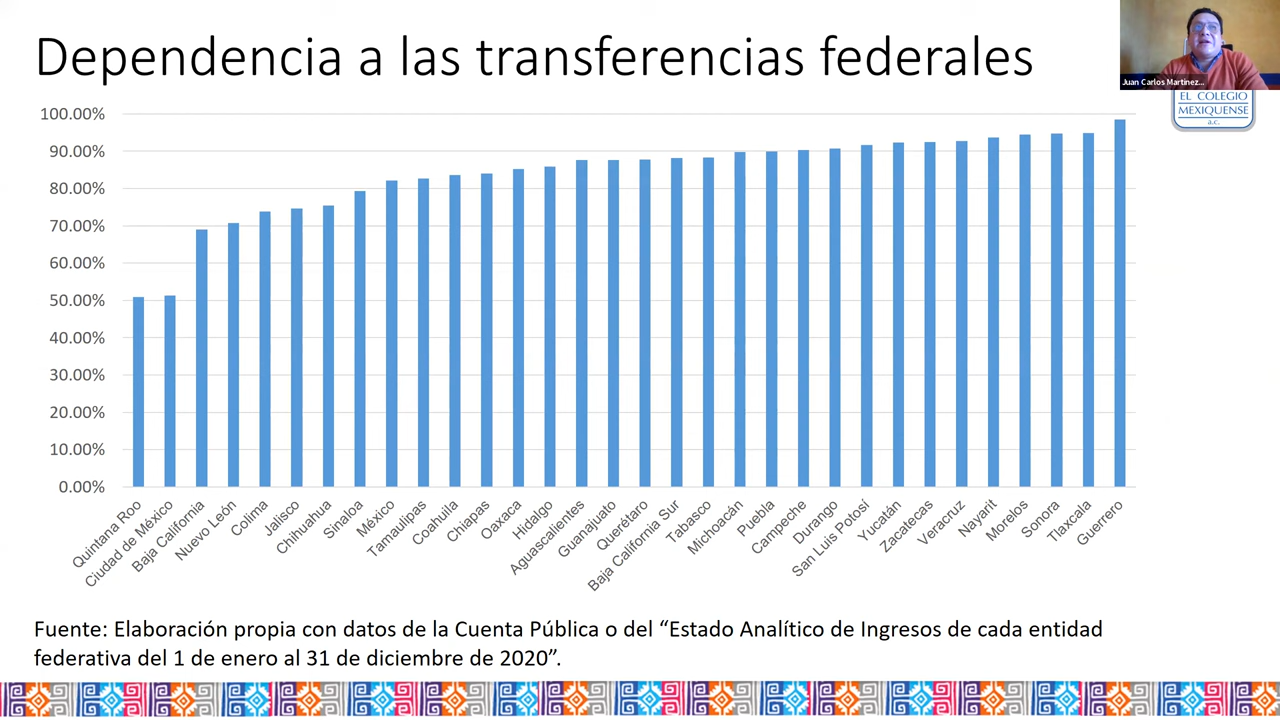 Dependencia a las transferencias federales
Juan Carlos Martínez...
EL COLEGIO
MEXIQUENSE
a.c.
100.00%
90.00%
80.00%
70.00%
60.00%
50.00%
40.00%
30.00%
20.00%
10.00%
0.00%
Quintana Roo
Ciudad de México
Baja California
Nuevo León
Colima
Jalisco
Chihuahua
Sinaloa
México
Tamaulipas
Coahuila
Chiapas
Oaxaca
Hidalgo
Aguascalientes
Guanajuato
Querétaro
Baja California Sur
Tabasco
Michoacán
Puebla
Campeche
Durango
San Luis Potosí
Yucatán
Zacatecas
Veracruz
Nayarit
Morelos
Sonora
Tlaxcala
Guerrero
Fuente: Elaboración propia con datos de la Cuenta Pública o del “Estado Analítico de Ingresos de cada entidad
federativa del 1 de enero al 31 de diciembre de 2020”.